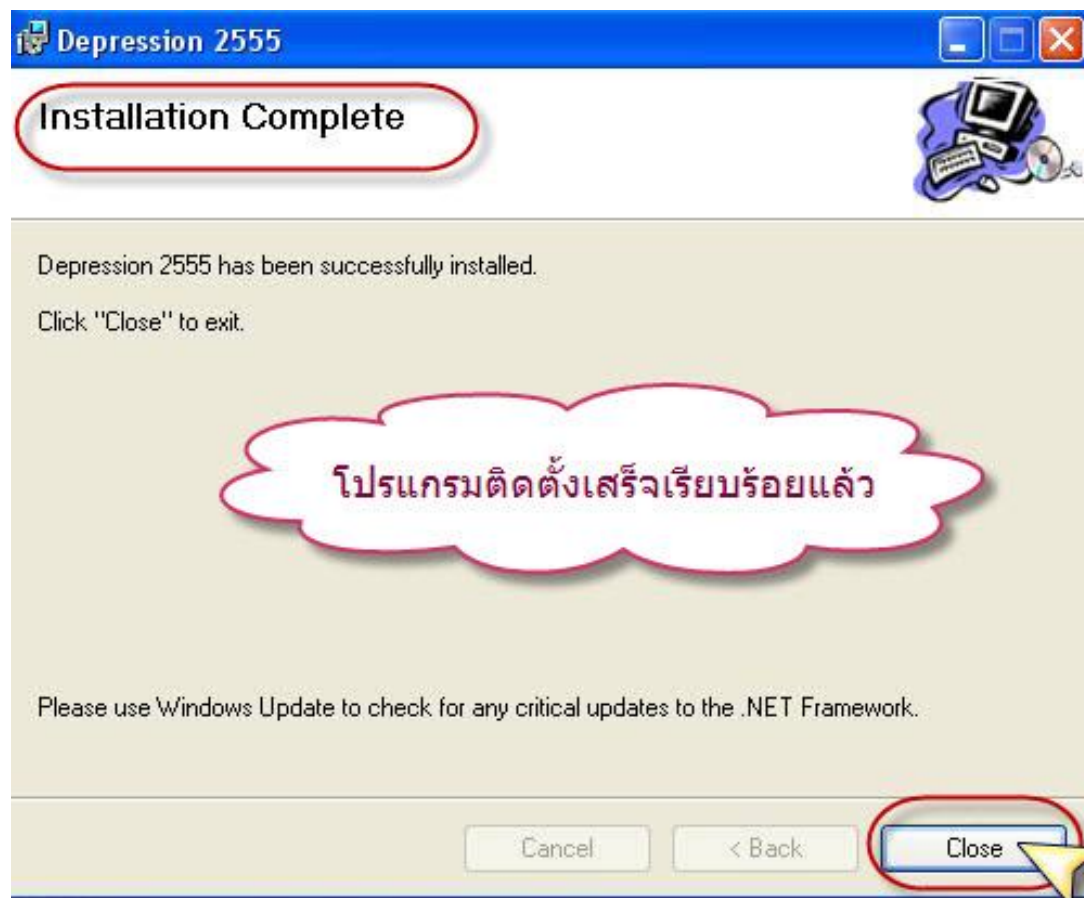 Depression 2555
Installation Complete
Depression 2555 has been successfully installed.
Click "Close" to exit.
โปรแกรมติดตั้งเสร็จเรียบร้อยแล้ว
Please use Windows Update to check for any critical updates to the .NET Framework.
Cancel < Back Close